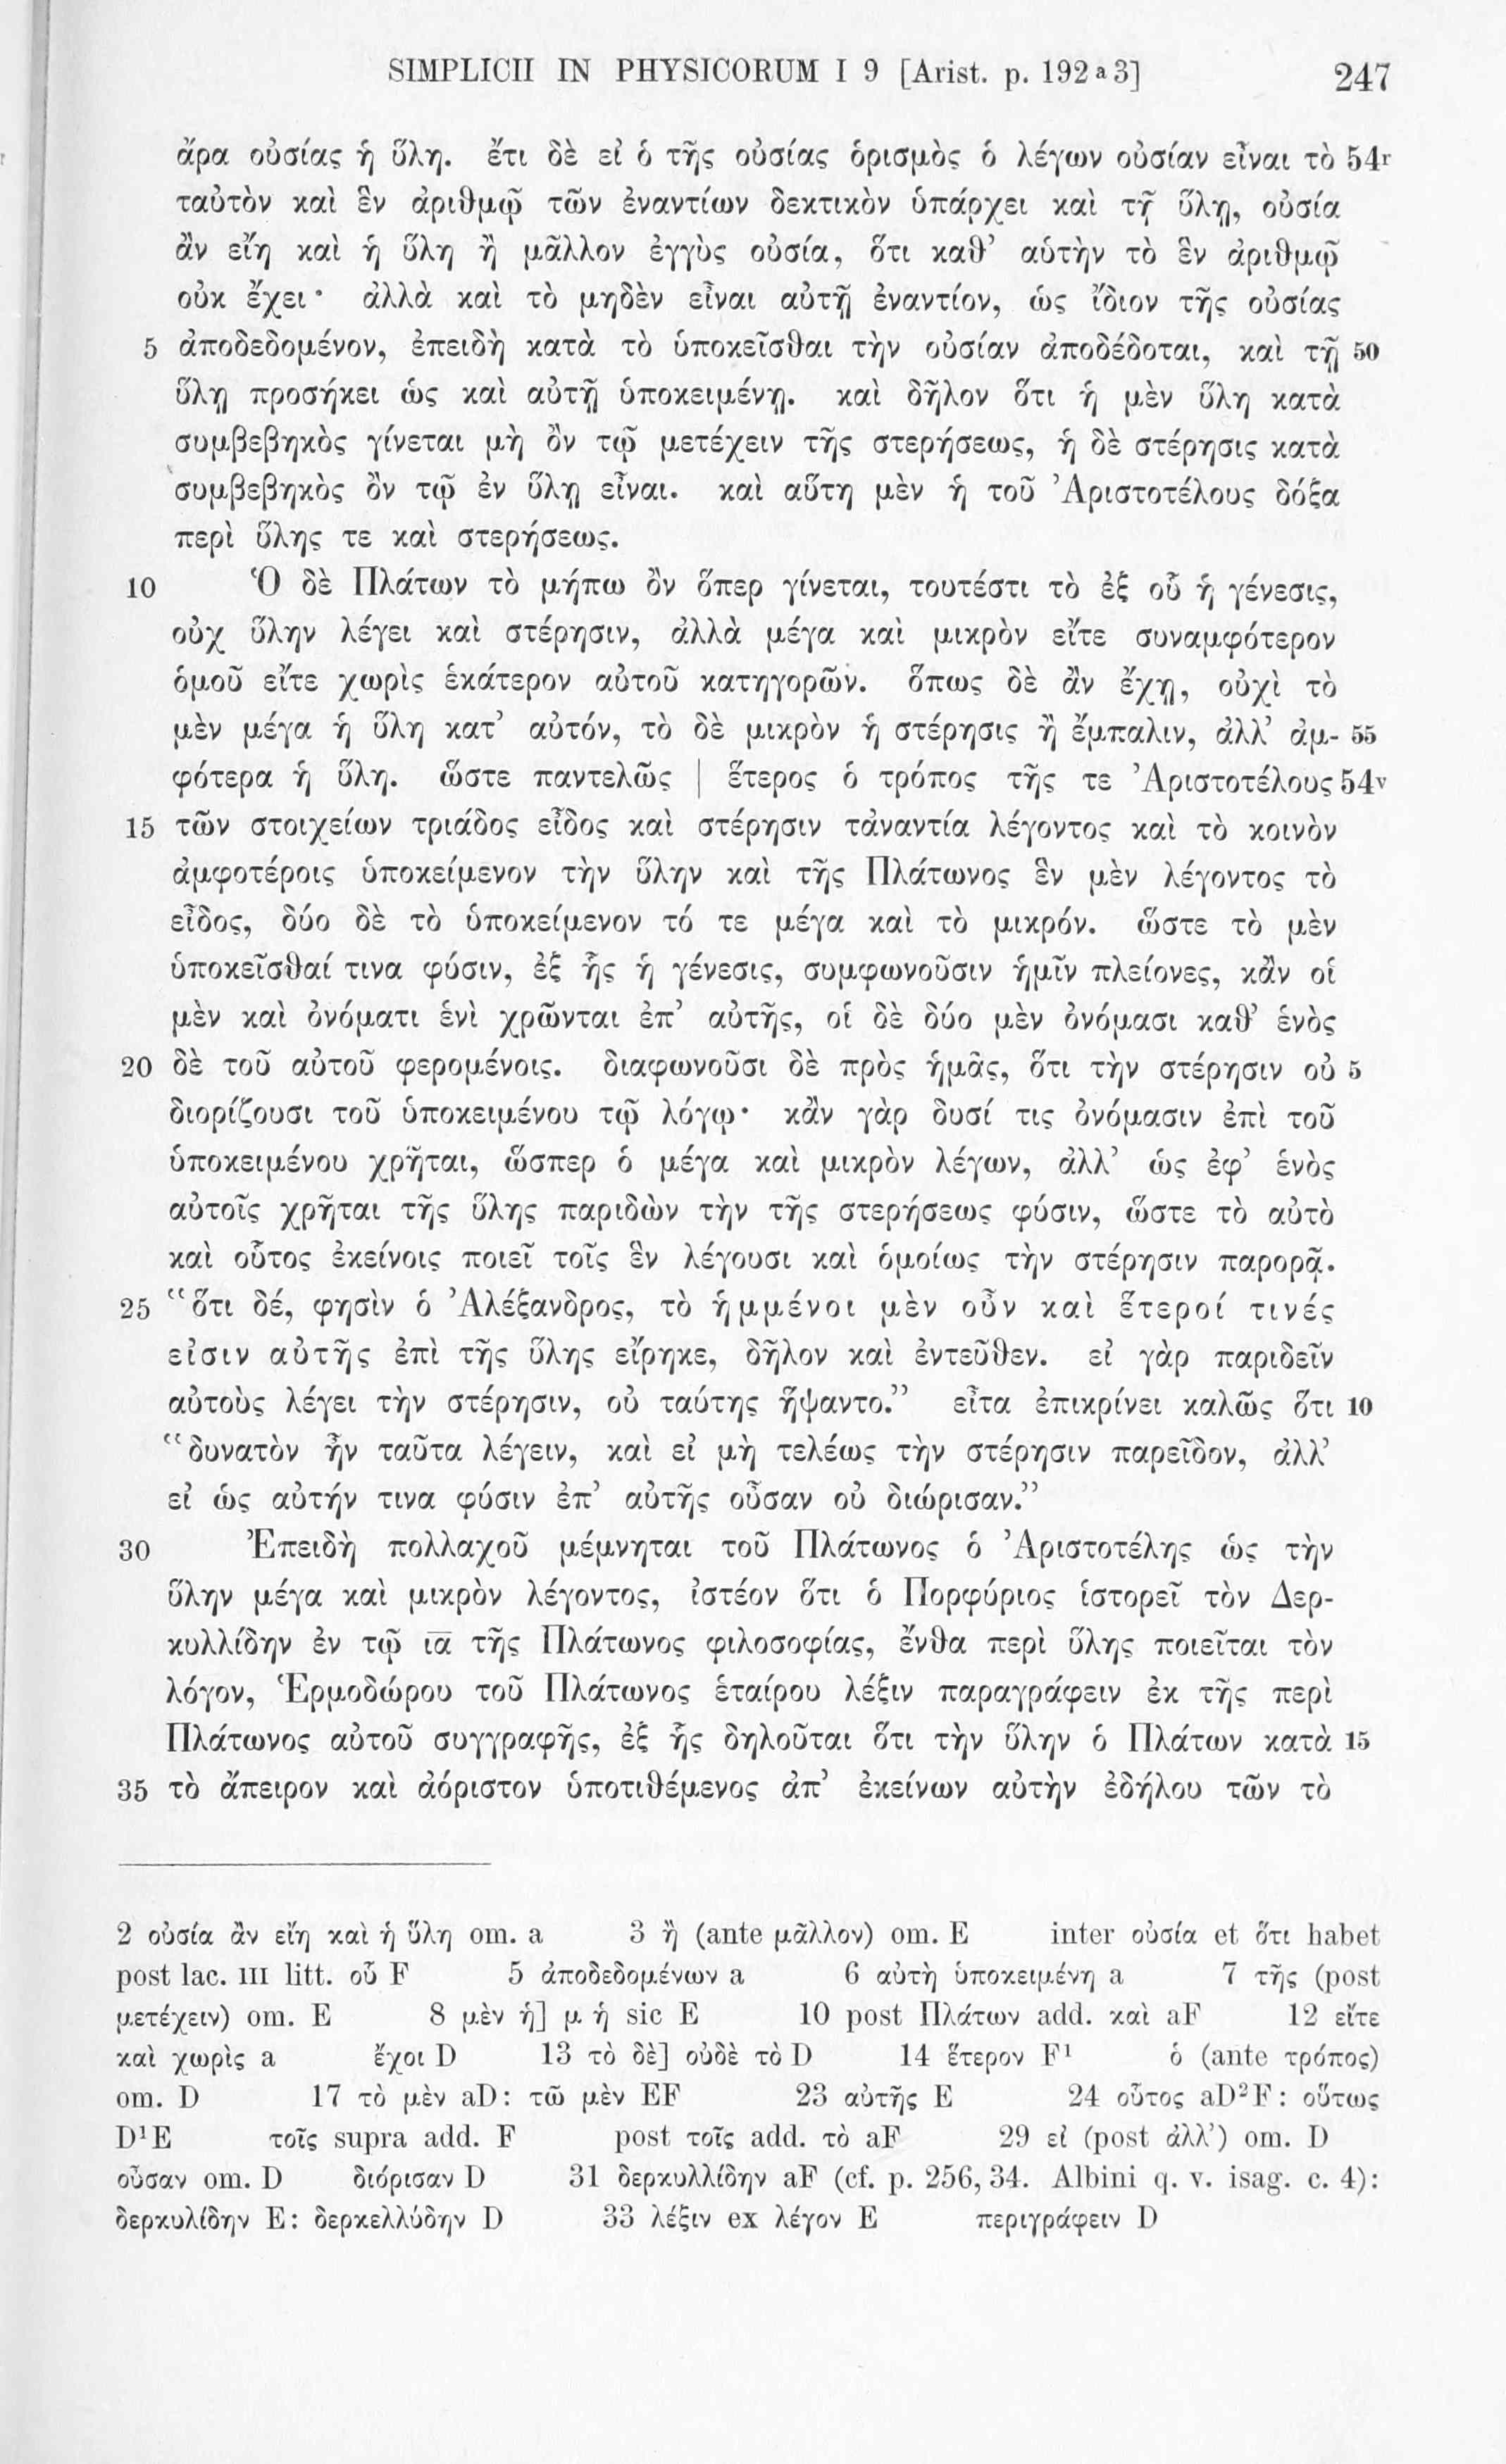 SIMPLICII IN PHYSICORUM I 9 [Arist. p. 192 a 3] 247
ἄρα οὐσίας ἡ ὕλη. ἔτι δὲ εἰ ὁ τῆς οὐσίας ὁρισμὸς ὁ λέγων οὐσίαν εἶναι τὸ 54r
ταὐτὸν καὶ ἓν ἀριθμῷ τῶν ἐναντίων δεκτικὸν ὑπάρχει καὶ τῇ ὕλῃ, οὐσία
ἂν εἴη καὶ ἡ ὕλη ἢ μᾶλλον ἐγγὺς οὐσία, ὅτι καθ’ αὑτὴν τὸ ἓν ἀριθμῷ
οὐκ ἔχει· ἀλλὰ καὶ τὸ μηδὲν εἶναι αὐτῇ ἐναντίον, ὡς ἴδιον τῆς οὐσίας
5 ἀποδεδομένον, ἐπειδὴ κατὰ τὸ ὑποκεῖσθαι τὴν οὐσίαν ἀποδέδοται, καὶ τῇ 50
ὕλῃ προσήκει ὡς καὶ αὐτῇ ὑποκειμένῃ. καὶ δῆλον ὅτι ἡ μὲν ὕλη κατὰ
συμβεβηκὸς γίνεται μὴ ὂν τῷ μετέχειν τῆς στερήσεως, ἡ δὲ στέρησις κατὰ
συμβεβηκὸς ὂν τῷ ἐν ὕλῃ εἶναι. καὶ αὕτη μὲν ἡ τοῦ Ἀριστοτέλους δόξα
περὶ ὕλης τε καὶ στερήσεως.
10 Ὁ δὲ Πλάτων τὸ μήπω ὂν ὅπερ γίνεται, τουτέστι τὸ ἐξ οὗ ἡ γένεσις,
οὐχ ὕλην λέγει καὶ στέρησιν, ἀλλὰ μέγα καὶ μικρὸν εἴτε συναμφότερον
ὁμοῦ εἴτε χωρὶς ἑκάτερον αὐτοῦ κατηγορῶν. ὅπως δὲ ἂν ἔχῃ, οὐχὶ τὸ
μὲν μέγα ἡ ὕλη κατ’ αὐτόν, τὸ δὲ μικρὸν ἡ στέρησις ἢ ἔμπαλιν, ἀλλ’ ἀμ- 55
φότερα ἡ ὕλη. ὥστε παντελῶς | ἕτερος ὁ τρόπος τῆς τε Ἀριστοτέλους 54v
15 τῶν στοιχείων τριάδος εἶδος καὶ στέρησιν τἀναντία λέγοντος καὶ τὸ κοινὸν
ἀμφοτέροις ὑποκείμενον τὴν ὕλην καὶ τῆς Πλάτωνος ἓν μὲν λέγοντος τὸ
εἶδος, δύο δὲ τὸ ὑποκείμενον τό τε μέγα καὶ τὸ μικρόν. ὥστε τὸ μὲν
ὑποκεῖσθαί τινα φύσιν, ἐξ ἧς ἡ γένεσις, συμφωνοῦσιν ἡμῖν πλείονες, κἂν οἱ
μὲν καὶ ὀνόματι ἑνὶ χρῶνται ἐπ’ αὐτῆς, οἱ δὲ δύο μὲν ὀνόμασι καθ’ ἑνὸς
20 δὲ τοῦ αὐτοῦ φερομένοις. διαφωνοῦσι δὲ πρὸς ἡμᾶς, ὅτι τὴν στέρησιν οὐ 5
διορίζουσι τοῦ ὑποκειμένου τῷ λόγῳ· κἂν γὰρ δυσί τις ὀνόμασιν ἐπὶ τοῦ
ὑποκειμένου χρῆται, ὥσπερ ὁ μέγα καὶ μικρὸν λέγων, ἀλλ’ ὡς ἐφ’ ἑνὸς
αὐτοῖς χρῆται τῆς ὕλης παριδὼν τὴν τῆς στερήσεως φύσιν, ὥστε τὸ αὐτὸ
καὶ οὗτος ἐκείνοις ποιεῖ τοῖς ἓν λέγουσι καὶ ὁμοίως τὴν στέρησιν παρορᾷ.
25 “ὅτι δέ, φησὶν ὁ Ἀλέξανδρος, τὸ ἡμμένοι μὲν οὖν καὶ ἕτεροί τινές
εἰσιν αὐτῆς ἐπὶ τῆς ὕλης εἴρηκε, δῆλον καὶ ἐντεῦθεν. εἰ γὰρ παριδεῖν
αὐτοὺς λέγει τὴν στέρησιν, οὐ ταύτης ἥψαντο.” εἶτα ἐπικρίνει καλῶς ὅτι 10
“δυνατὸν ἦν ταῦτα λέγειν, καὶ εἰ μὴ τελέως τὴν στέρησιν παρεῖδον, ἀλλ’
εἰ ὡς αὐτήν τινα φύσιν ἐπ’ αὐτῆς οὖσαν οὐ διώρισαν.”
30 Ἐπειδὴ πολλαχοῦ μέμνηται τοῦ Πλάτωνος ὁ Ἀριστοτέλης ὡς τὴν
ὕλην μέγα καὶ μικρὸν λέγοντος, ἰστέον ὅτι ὁ Πορφύριος ἱστορεῖ τὸν Δερ-
κυλλίδην ἐν τῷ ι̅α̅ τῆς Πλάτωνος φιλοσοφίας, ἔνθα περὶ ὕλης ποιεῖται τὸν
λόγον, Ἑρμοδώρου τοῦ Πλάτωνος ἑταίρου λέξιν παραγράφειν ἐκ τῆς περὶ
Πλάτωνος αὐτοῦ συγγραφῆς, ἐξ ἧς δηλοῦται ὅτι τὴν ὕλην ὁ Πλάτων κατὰ 15
35 τὸ ἄπειρον καὶ ἀόριστον ὑποτιθέμενος ἀπ’ ἐκείνων αὐτὴν ἐδήλου τῶν τὸ
2 οὐσία ἂν εἴη καὶ ἡ ὕλη om. a 3 ἢ (ante μᾶλλον) om. E inter οὐσία et ὅτι habet
post lac. III litt. οὗ F 5 ἀποδεδομένων a 6 αὐτὴ ὑποκειμένη a 7 τῆς (post
μετέχειν) om. E 8 μὲν ἡ] μ ἡ sic E 10 post Πλάτων add. καὶ aF 12 εἴτε
καὶ χωρὶς a ἔχοι D 13 τὸ δὲ] οὐδὲ τὸ D 14 ἕτερον F¹ ὁ (ante τρόπος)
om. D 17 τὸ μὲν aD: τῶ μὲν EF 23 αὐτῆς E 24 οὗτος aD²F: οὕτως
D¹E τοῖς supra add. F post τοῖς add. τὸ aF 29 εἰ (post ἀλλ’) om. D
οὖσαν om. D διόρισαν D 31 δερκυλλίδην aF (cf. p. 256, 34. Albini q. v. isag. c. 4):
δερκυλίδην E: δερκελλύδην D 33 λέξιν ex λέγον E περιγράφειν D